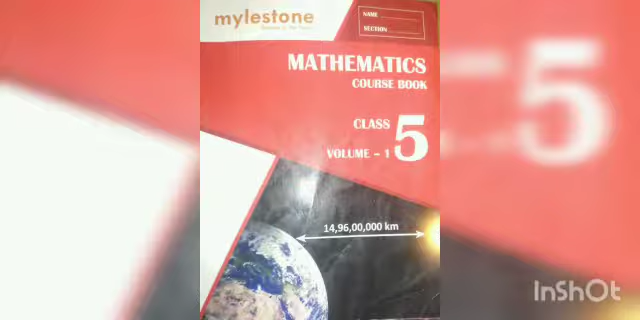 mylestone
NAME
SECTION
MATHEMATICS
COURSE BOOK
CLASS 5
VOLUME - 1
14,96,00,000 km
InShOt